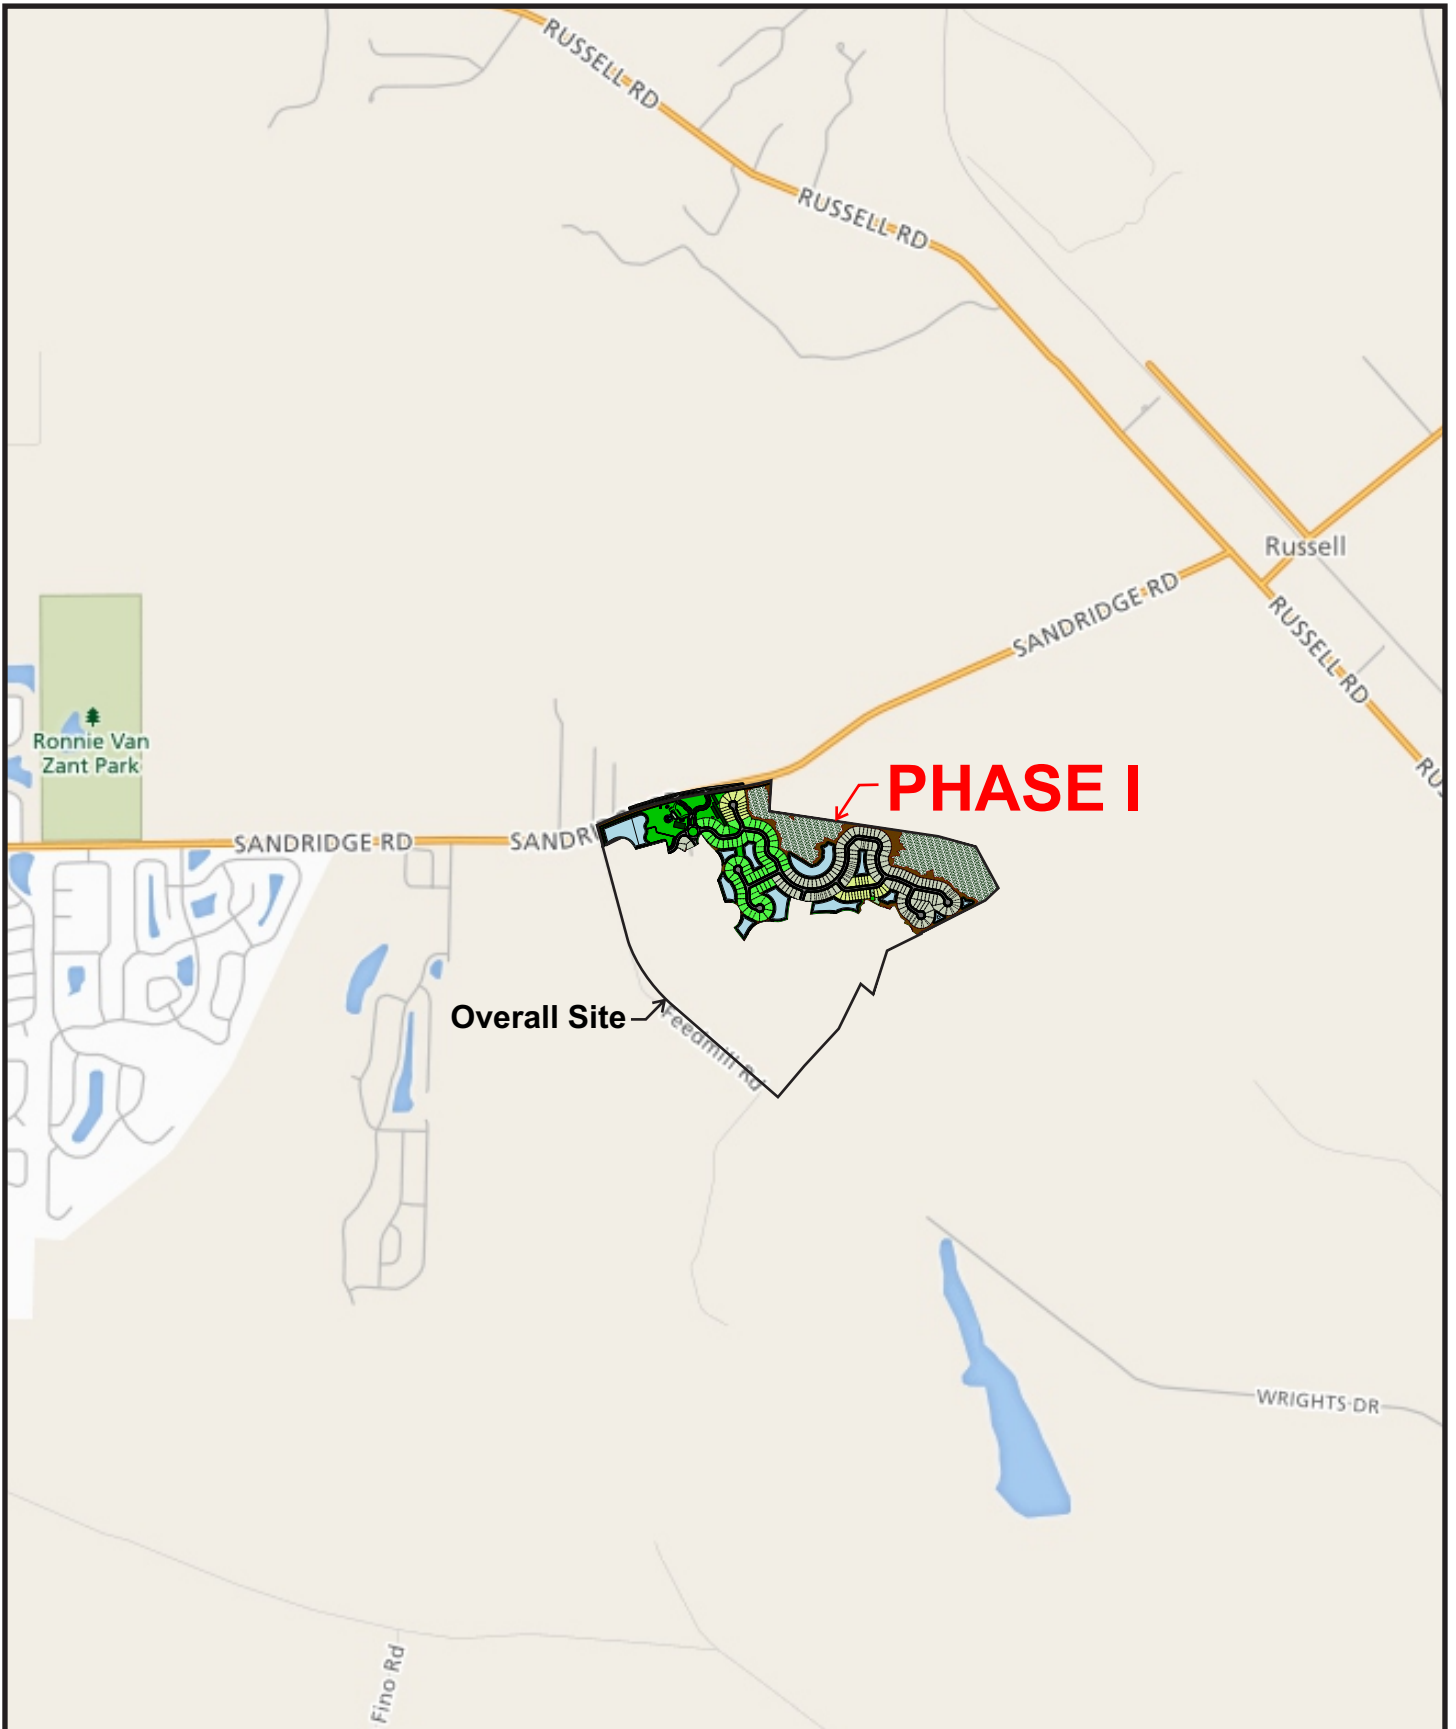 RUSSELL RD
RUSSELL RD
Russell
SANDRIDGE RD
RUSSELL RD
Ronnie Van
Zant Park
PHASE I
SANDRIDGE RD
Overall Site
Feedmill Rd
WRIGHTS DR
Fino Rd